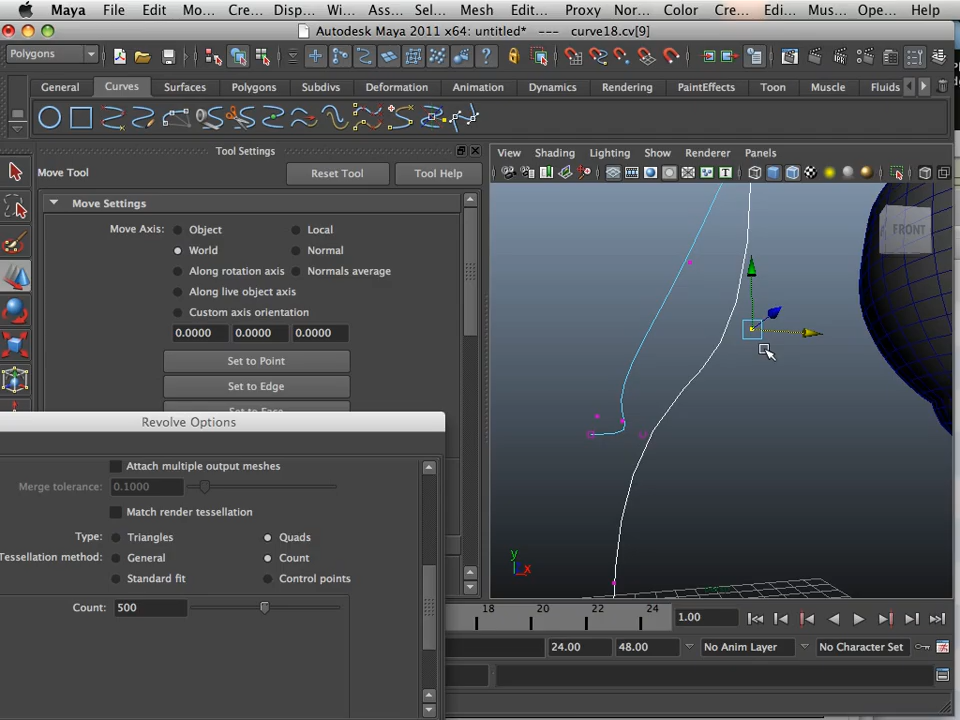 Maya File Edit Mo... Cre... Disp... Wi... Ass... Sel... Mesh Edit... Proxy Nor... Color Cre... Edi... Mus... Ope... Help
Autodesk Maya 2011 x64: untitled* --- curve18.cv[9]
Polygons
General Curves Surfaces Polygons Subdivs Deformation Animation Dynamics Rendering PaintEffects Toon Muscle Fluids
Tool Settings
View Shading Lighting Show Renderer Panels
Move Tool
Reset Tool
Tool Help
Move Settings
Move Axis:
Object
Local
World
Normal
Along rotation axis
Normals average
Along live object axis
Custom axis orientation
0.0000 0.0000 0.0000
Set to Point
Set to Edge
Set to Face
FRONT
Revolve Options
Attach multiple output meshes
Merge tolerance: 0.1000
Match render tessellation
Type:
Triangles
Quads
Tessellation method:
General
Count
Standard fit
Control points
Count: 500
y
x
18 20 22 24
1.00
24.00 48.00 No Anim Layer No Character Set